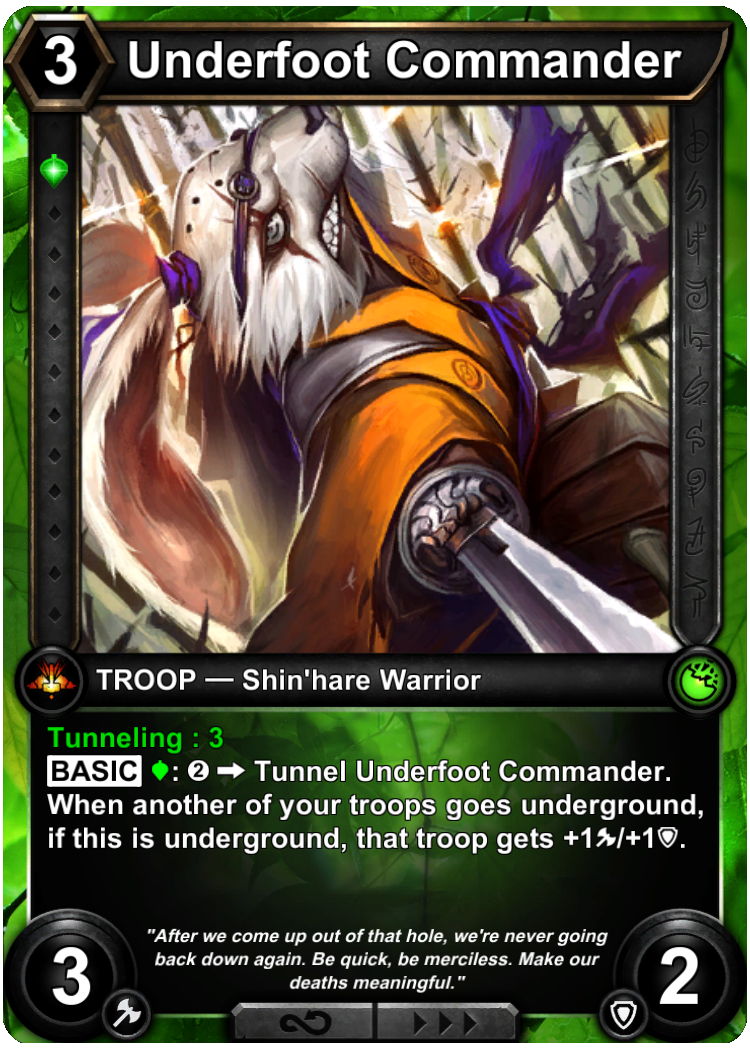 3 Underfoot Commander
TROOP — Shin'hare Warrior
Tunneling : 3
BASIC : 2 → Tunnel Underfoot Commander.
When another of your troops goes underground,
if this is underground, that troop gets +1/+1.
"After we come up out of that hole, we're never going
back down again. Be quick, be merciless. Make our
deaths meaningful."
3 2